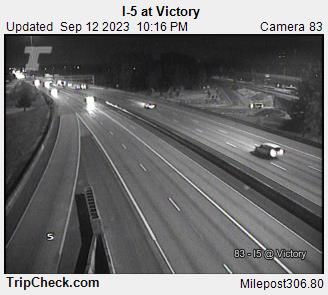 I-5 at Victory
Updated Sep 12 2023 10:16 PM Camera 83
T
S
83 - I5 @ Victory
TripCheck.com Milepost306.80